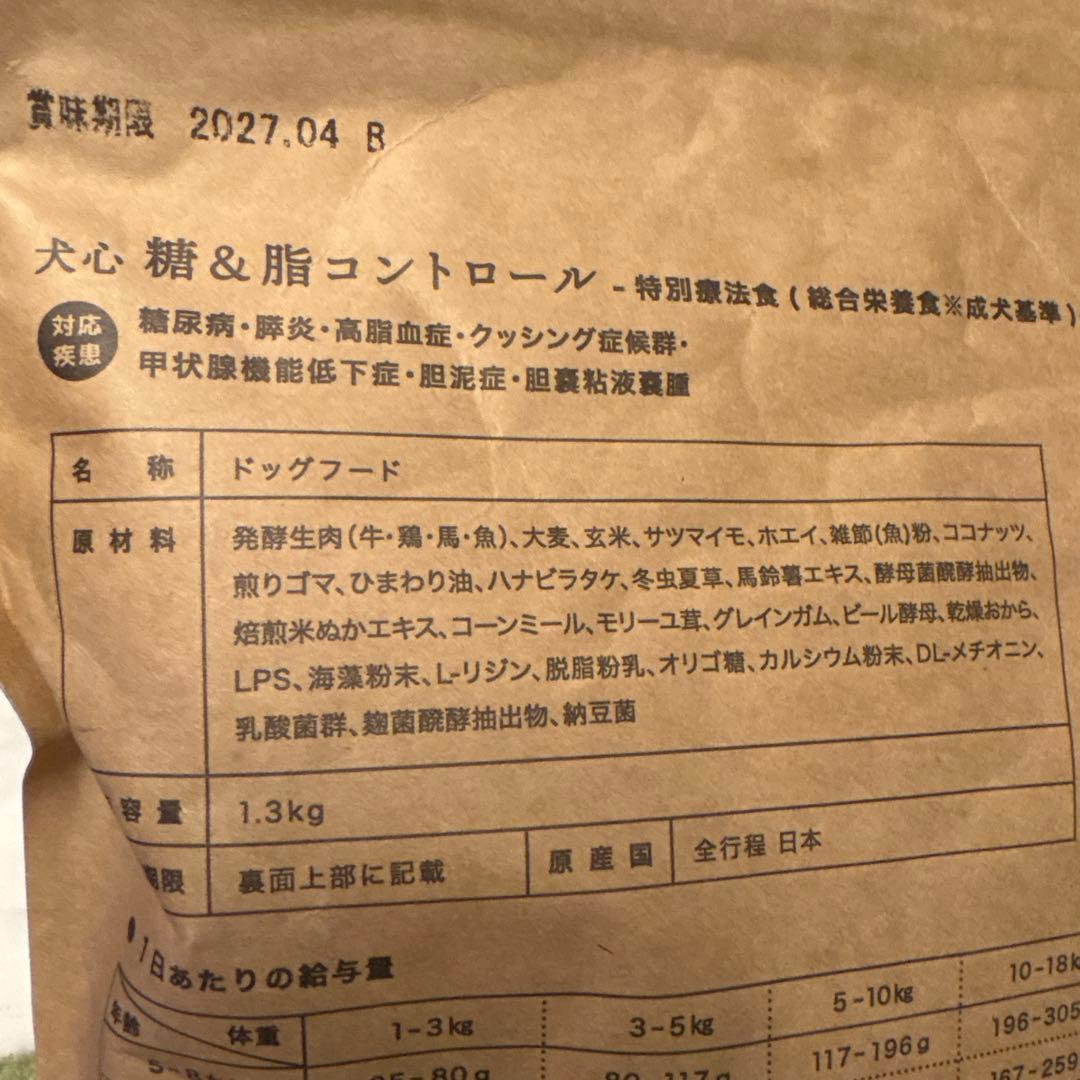 賞味期限 2027.04 B
犬心 糖&脂コントロール - 特別療法食(総合栄養食※成犬基準)
対応疾患 糖尿病・膵炎・高脂血症・クッシング症候群・
甲状腺機能低下症・胆泥症・胆嚢粘液嚢腫
名称 ドッグフード
原材料 発酵生肉(牛・鶏・馬・魚)、大麦、玄米、サツマイモ、ホエイ、雑節(魚)粉、ココナッツ、
煎りゴマ、ひまわり油、ハナビラタケ、冬虫夏草、馬鈴薯エキス、酵母菌醗酵抽出物、
焙煎米ぬかエキス、コーンミール、モリーユ茸、グレインガム、ビール酵母、乾燥おから、
LPS、海藻粉末、L-リジン、脱脂粉乳、オリゴ糖、カルシウム粉末、DL-メチオニン、
乳酸菌群、麹菌醗酵抽出物、納豆菌
容量 1.3kg
期限 裏面上部に記載 原産国 全行程 日本
1日あたりの給与量
年齢 体重 1-3kg 3-5kg 5-10kg 10-18k
80g 117g 117-196g 196-305
167-259